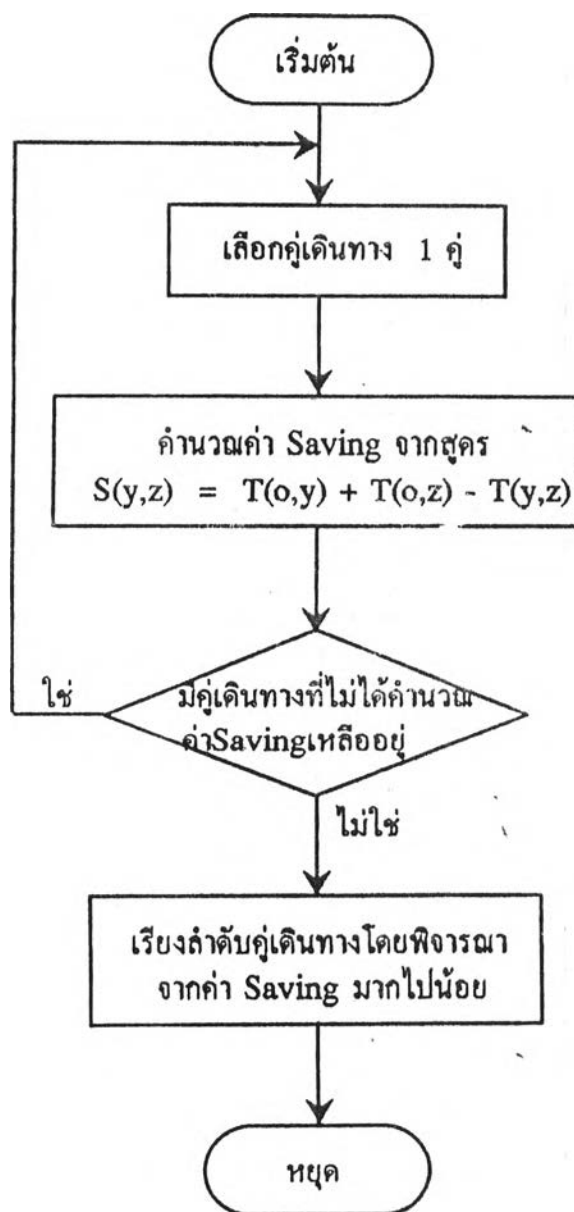 เริ่มต้น
เลือกคู่เดินทาง 1 คู่
คำนวณค่า Saving จากสูตร
S(y,z) = T(o,y) + T(o,z) - T(y,z)
มีคู่เดินทางที่ไม่ได้คำนวณ
ค่าSavingเหลืออยู่
ใช่
ไม่ใช่
เรียงลำดับคู่เดินทางโดยพิจารณา
จากค่า Saving มากไปน้อย
หยุด